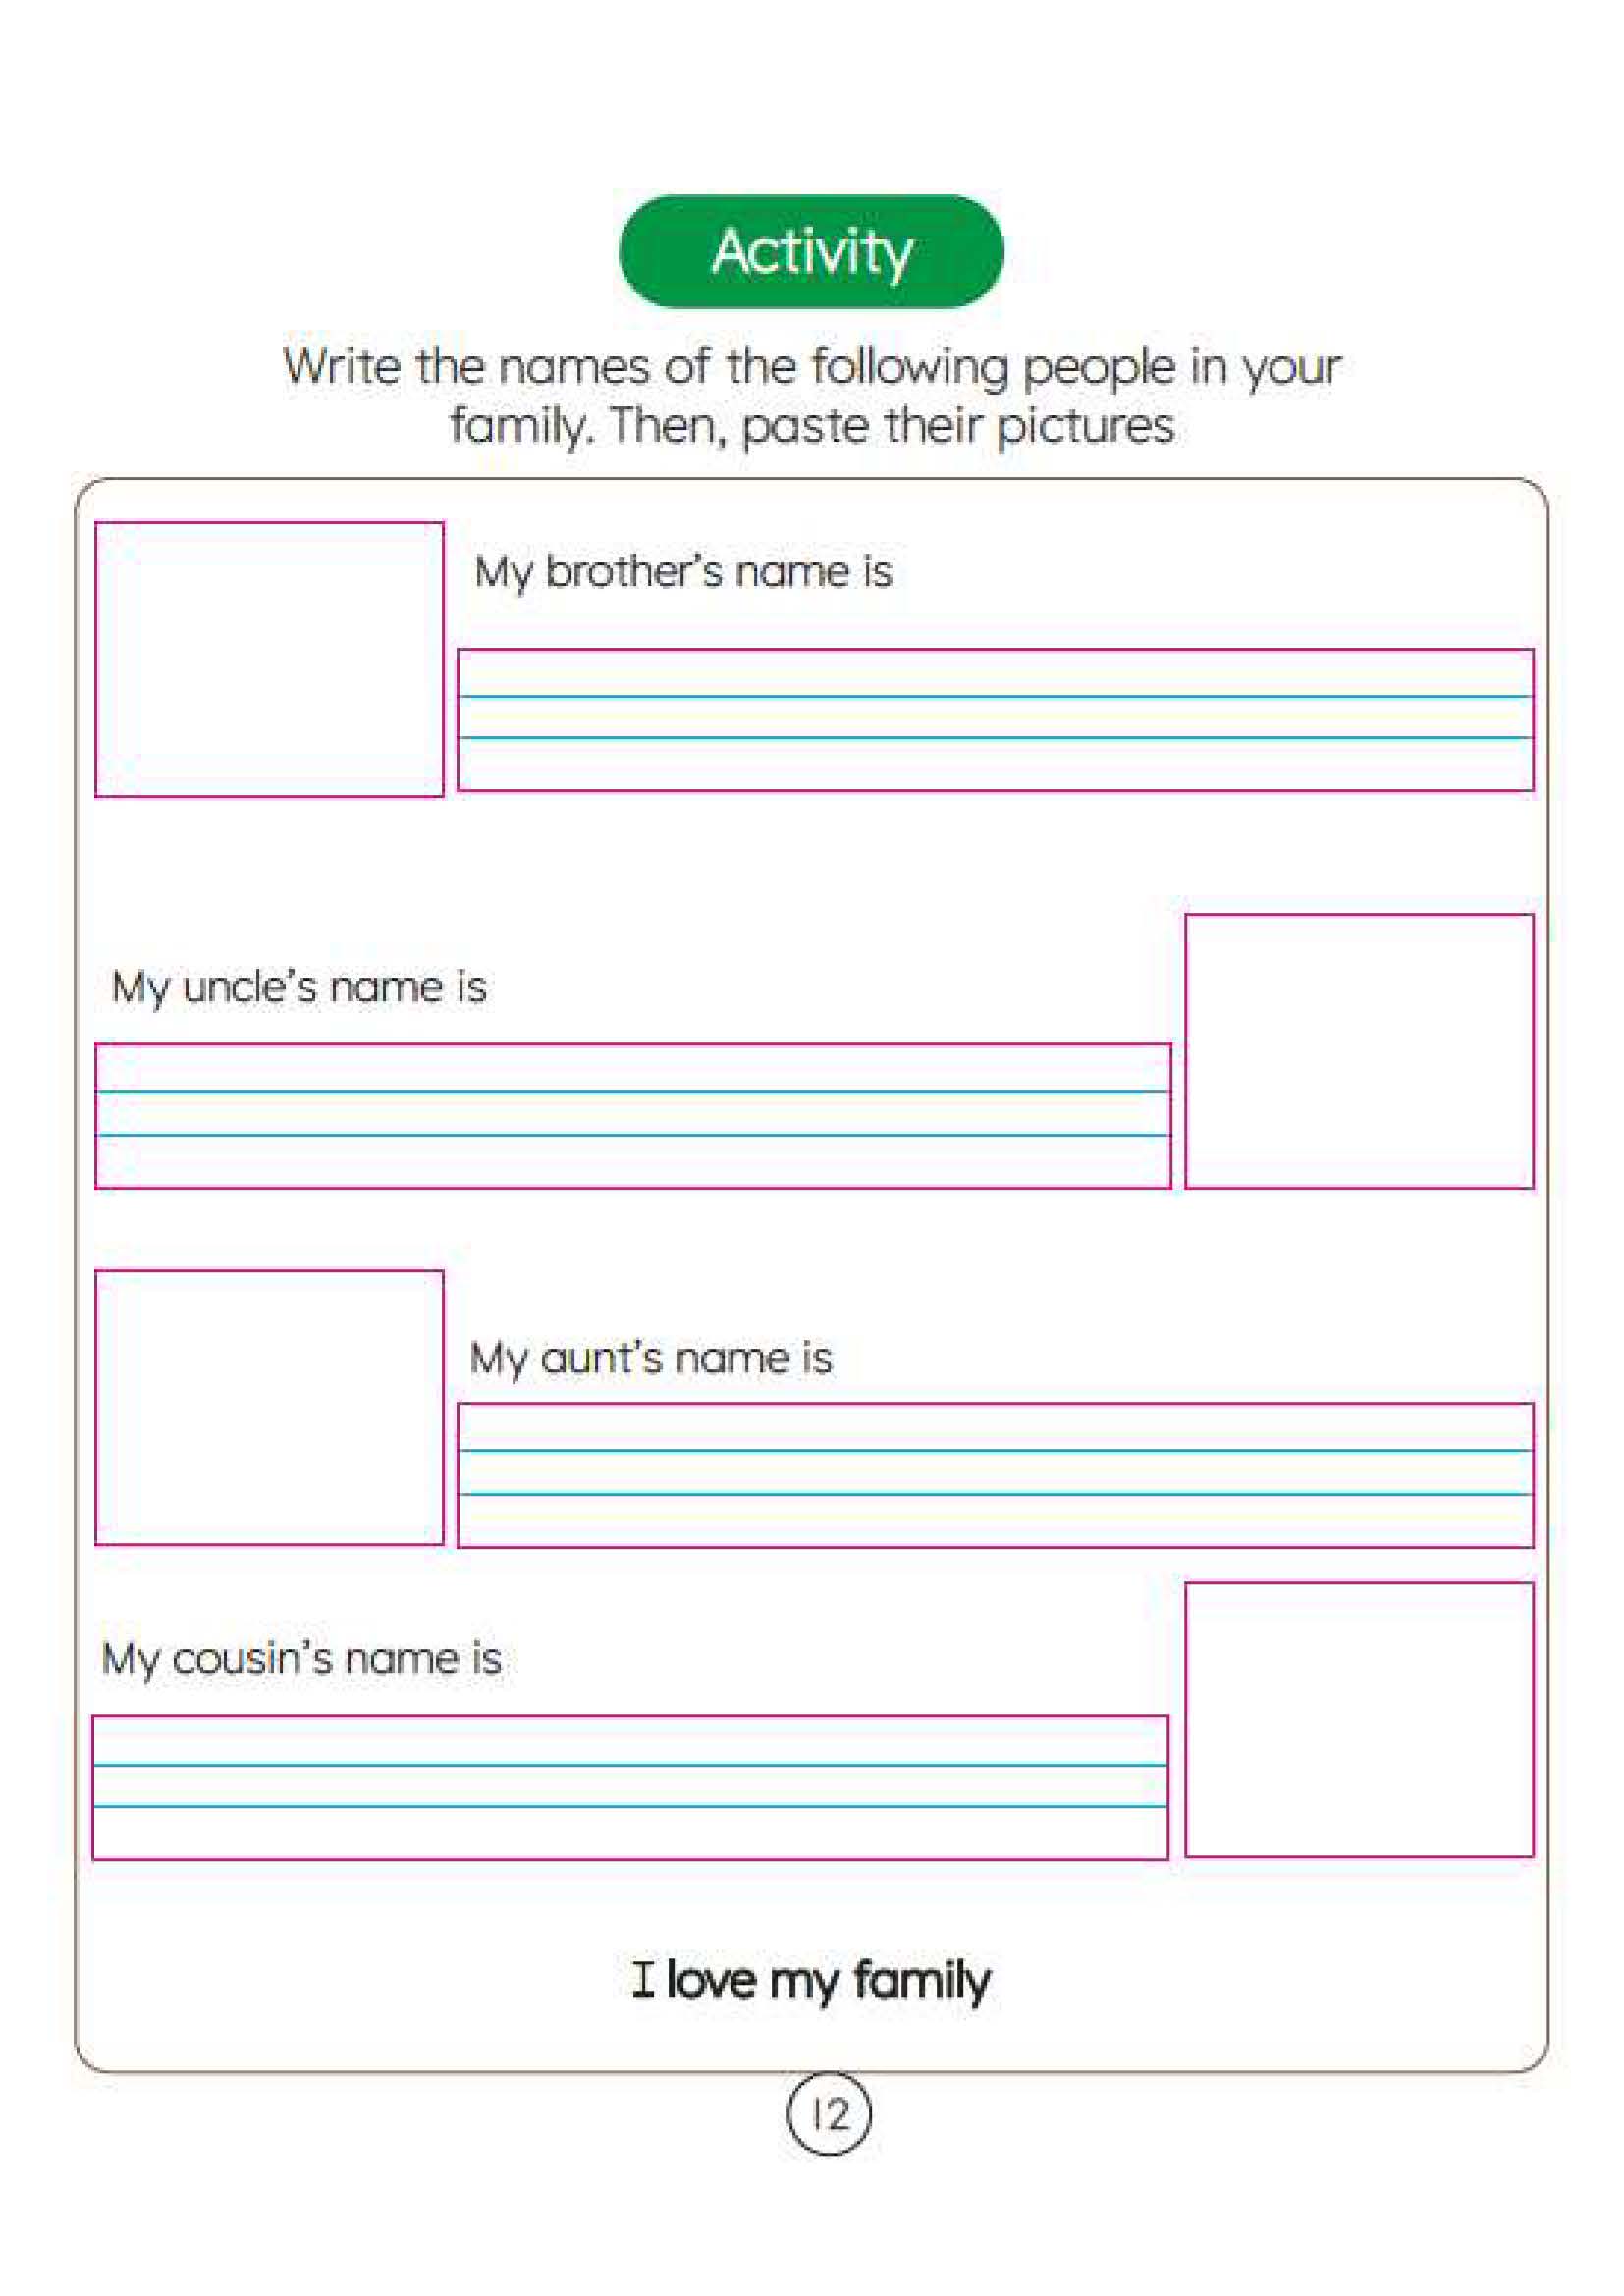 Activity
Write the names of the following people in your
family. Then, paste their pictures
My brother’s name is
My uncle’s name is
My aunt’s name is
My cousin’s name is
I love my family
12